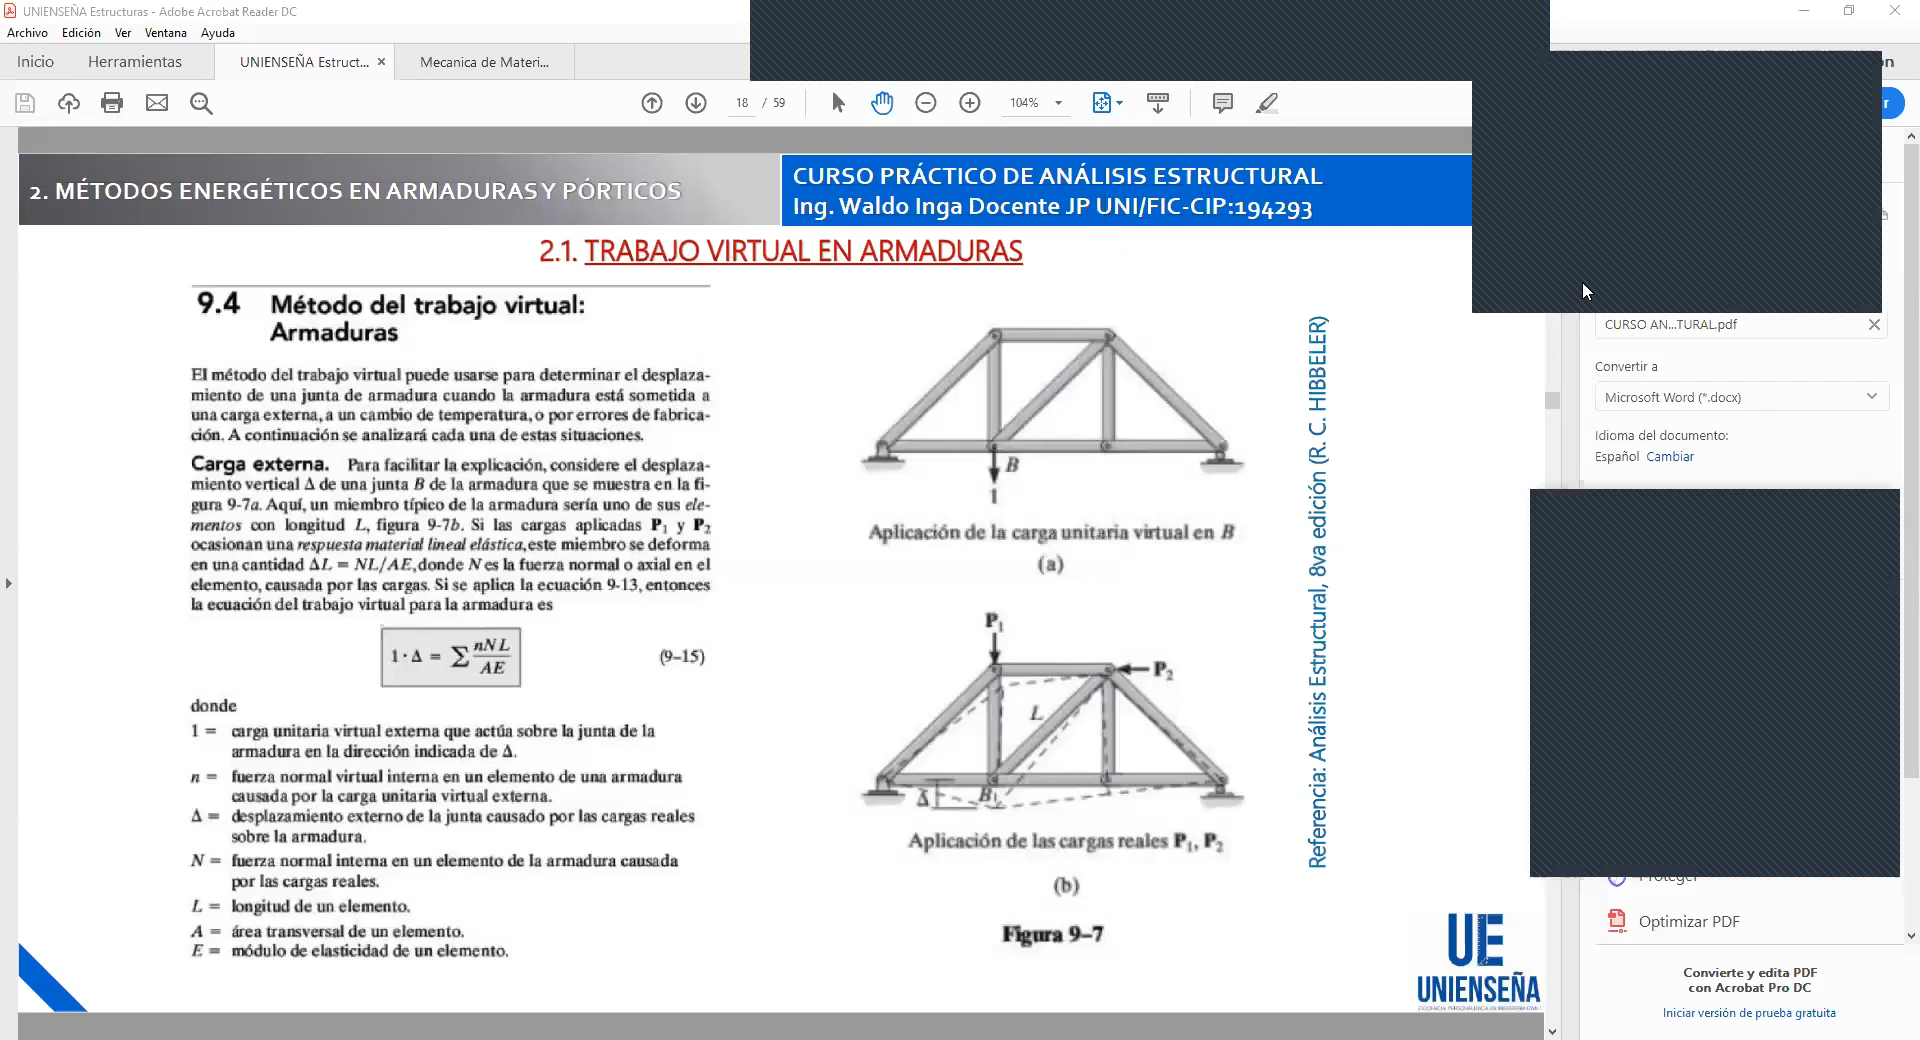 UNIENSEÑA Estructuras - Adobe Acrobat Reader DC
Archivo Edición Ver Ventana Ayuda
Inicio Herramientas UNIENSEÑA Estruct... Mecanica de Materi...
18 / 59 104%
2. MÉTODOS ENERGÉTICOS EN ARMADURAS Y PÓRTICOS
CURSO PRÁCTICO DE ANÁLISIS ESTRUCTURAL
Ing. Waldo Inga Docente JP UNI/FIC-CIP:194293
2.1. TRABAJO VIRTUAL EN ARMADURAS
9.4 Método del trabajo virtual:
Armaduras
El método del trabajo virtual puede usarse para determinar el desplaza-
miento de una junta de armadura cuando la armadura está sometida a
una carga externa, a un cambio de temperatura, o por errores de fabrica-
ción. A continuación se analizará cada una de estas situaciones.
Carga externa. Para facilitar la explicación, considere el desplaza-
miento vertical Δ de una junta B de la armadura que se muestra en la fi-
gura 9-7a. Aquí, un miembro típico de la armadura sería uno de sus ele-
mentos con longitud L, figura 9-7b. Si las cargas aplicadas P₁ y P₂
ocasionan una respuesta material lineal elástica, este miembro se deforma
en una cantidad ΔL = NL/AE, donde N es la fuerza normal o axial en el
elemento, causada por las cargas. Si se aplica la ecuación 9-13, entonces
la ecuación del trabajo virtual para la armadura es
1 · Δ = ∑ nNL / AE (9–15)
donde
1 = carga unitaria virtual externa que actúa sobre la junta de la
armadura en la dirección indicada de Δ.
n = fuerza normal virtual interna en un elemento de una armadura
causada por la carga unitaria virtual externa.
Δ = desplazamiento externo de la junta causado por las cargas reales
sobre la armadura.
N = fuerza normal interna en un elemento de la armadura causada
por las cargas reales.
L = longitud de un elemento.
A = área transversal de un elemento.
E = módulo de elasticidad de un elemento.
B
1
Aplicación de la carga unitaria virtual en B
(a)
P₁
P₂
L
Δ B
Aplicación de las cargas reales P₁, P₂
(b)
Figura 9–7
Referencia: Análisis Estructural, 8va edición (R. C. HIBBELER)
UE
UNIENSEÑA
CURSO AN...TURAL.pdf
Convertir a
Microsoft Word (*.docx)
Idioma del documento:
Español Cambiar
Proteger
Optimizar PDF
Convierte y edita PDF
con Acrobat Pro DC
Iniciar versión de prueba gratuita